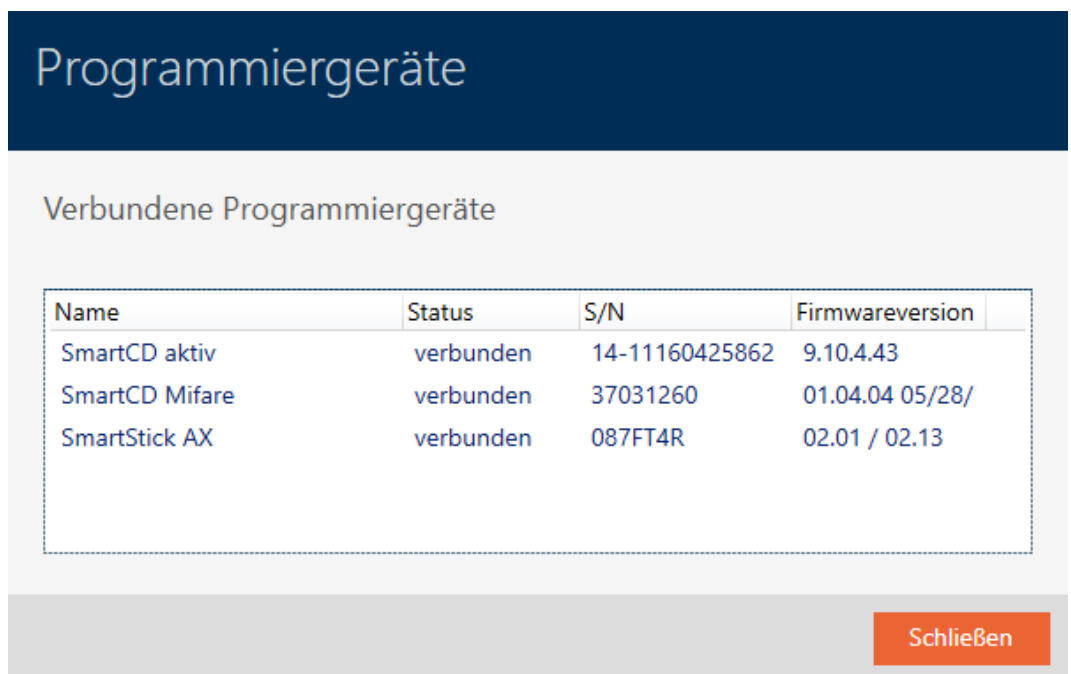 Programmiergeräte
Verbundene Programmiergeräte
Name Status S/N Firmwareversion
SmartCD aktiv verbunden 14-11160425862 9.10.4.43
SmartCD Mifare verbunden 37031260 01.04.04 05/28/
SmartStick AX verbunden 087FT4R 02.01 / 02.13
Schließen